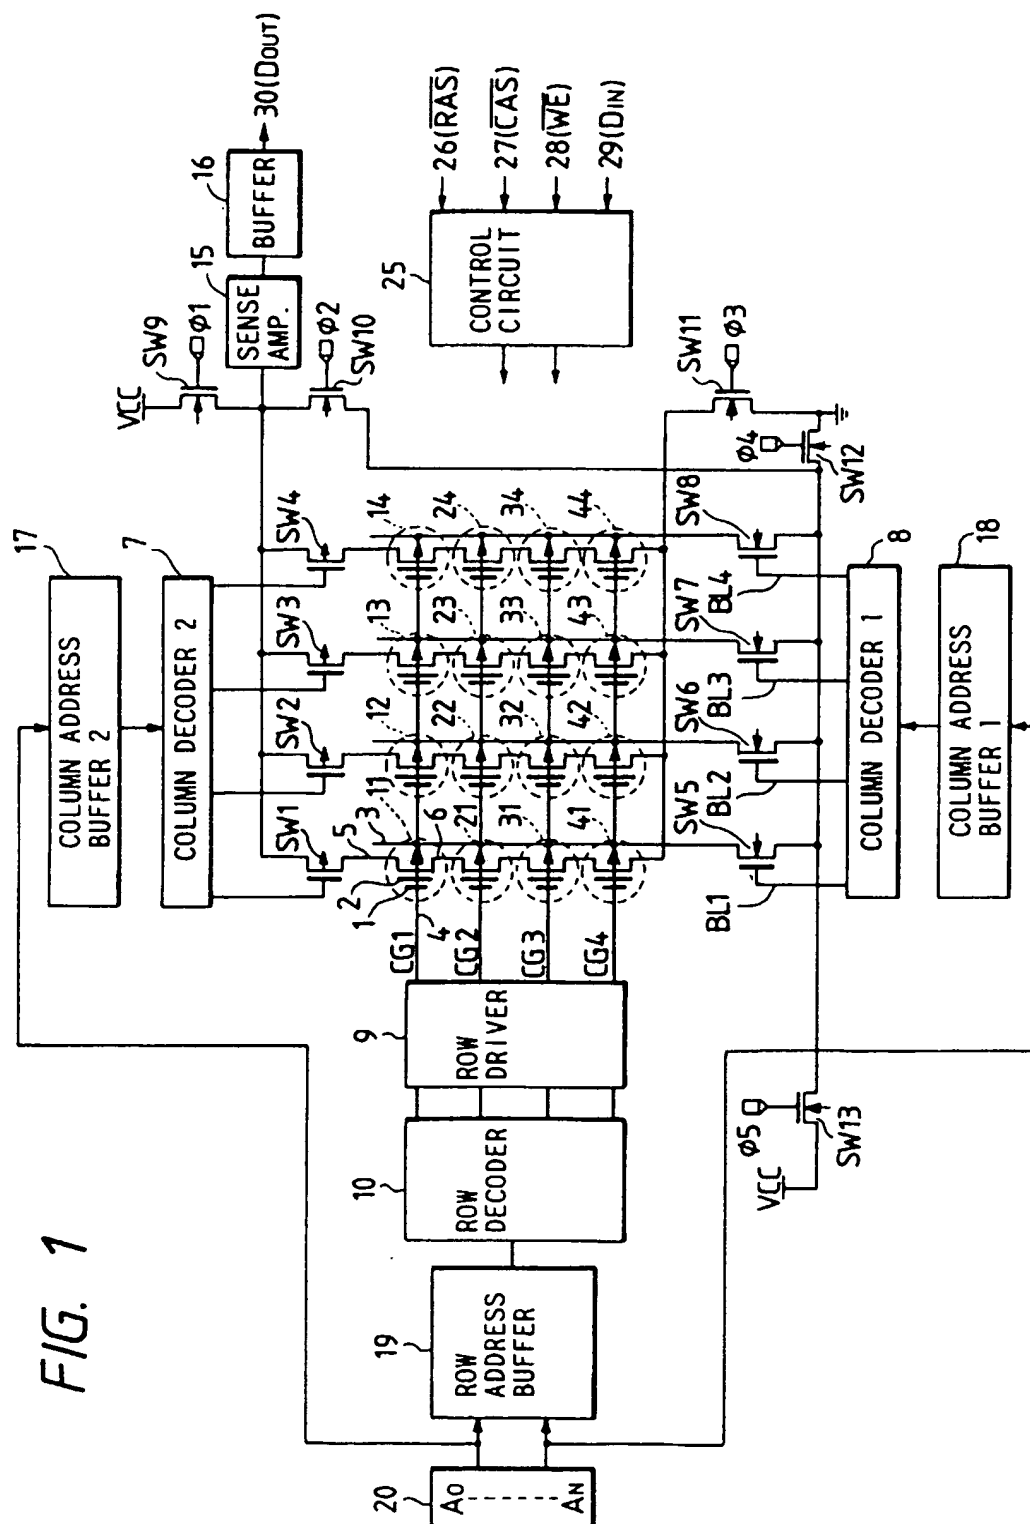 FIG. 1
20
A0
AN
19
ROW
ADDRESS
BUFFER
10
ROW
DECODER
9
ROW
DRIVER
CG1
CG2
CG3
CG4
17
COLUMN ADDRESS
BUFFER 2
7
COLUMN DECODER 2
SW1
SW2
SW3
SW4
1
2
3
4
5
6
11
12
13
14
21
22
23
24
31
32
33
34
41
42
43
44
SW5
SW6
SW7
SW8
BL1
BL2
BL3
BL4
8
COLUMN DECODER 1
18
COLUMN ADDRESS
BUFFER 1
VCC
φ5
SW13
φ4
SW12
SW11
φ3
VCC
SW9
φ1
φ2
SW10
15
SENSE
AMP.
16
BUFFER
30(DOUT)
25
CONTROL
CIRCUIT
26(R̅A̅S̅)
27(C̅A̅S̅)
28(W̅E̅)
29(DIN)